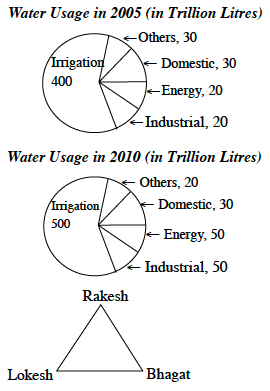 Water Usage in 2005 (in Trillion Litres)
Others, 30
Irrigation
400
Domestic, 30
Energy, 20
Industrial, 20
Water Usage in 2010 (in Trillion Litres)
Others, 20
Irrigation
500
Domestic, 30
Energy, 50
Industrial, 50
Rakesh
Lokesh
Bhagat